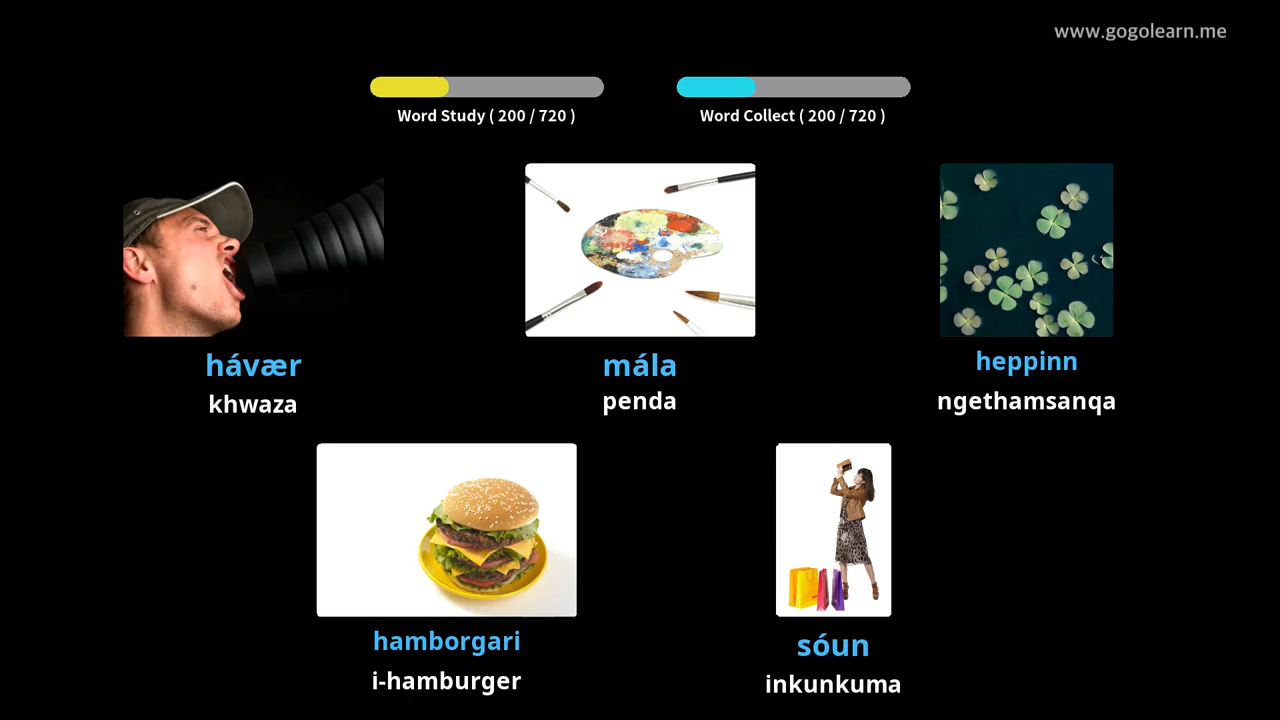 www.gogolearn.me
Word Study ( 200 / 720 )
Word Collect ( 200 / 720 )
hávær
khwaza
mála
penda
heppinn
ngethamsanqa
hamborgari
i-hamburger
sóun
inkunkuma